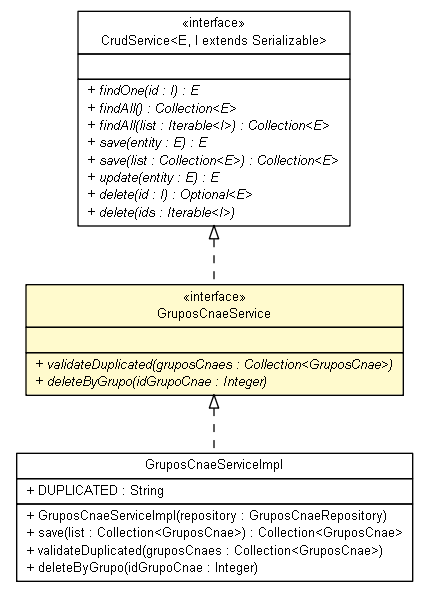 «interface»
CrudService<E, I extends Serializable>
+ findOne(id : I) : E
+ findAll() : Collection<E>
+ findAll(list : Iterable<I>) : Collection<E>
+ save(entity : E) : E
+ save(list : Collection<E>) : Collection<E>
+ update(entity : E) : E
+ delete(id : I) : Optional<E>
+ delete(ids : Iterable<I>)
«interface»
GruposCnaeService
+ validateDuplicated(gruposCnaes : Collection<GruposCnae>)
+ deleteByGrupo(idGrupoCnae : Integer)
GruposCnaeServiceImpl
+ DUPLICATED : String
+ GruposCnaeServiceImpl(repository : GruposCnaeRepository)
+ save(list : Collection<GruposCnae>) : Collection<GruposCnae>
+ validateDuplicated(gruposCnaes : Collection<GruposCnae>)
+ deleteByGrupo(idGrupoCnae : Integer)